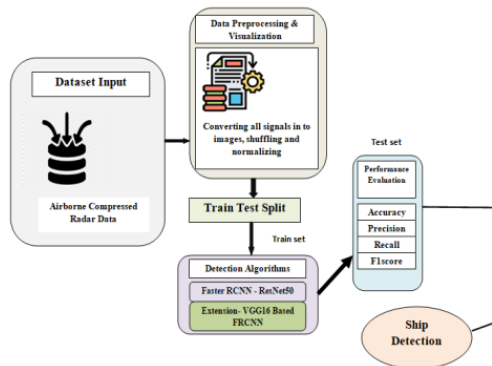 Dataset Input
Airborne Compressed
Radar Data
Data Preprocessing &
Visualization
Converting all signals in to
images, shuffling and
normalizing
Train Test Split
Train set
Detection Algorithms
Faster RCNN - ResNet50
Extension- VGG16 Based
FRCNN
Test set
Performance
Evaluation
Accuracy
Precision
Recall
F1score
Ship
Detection